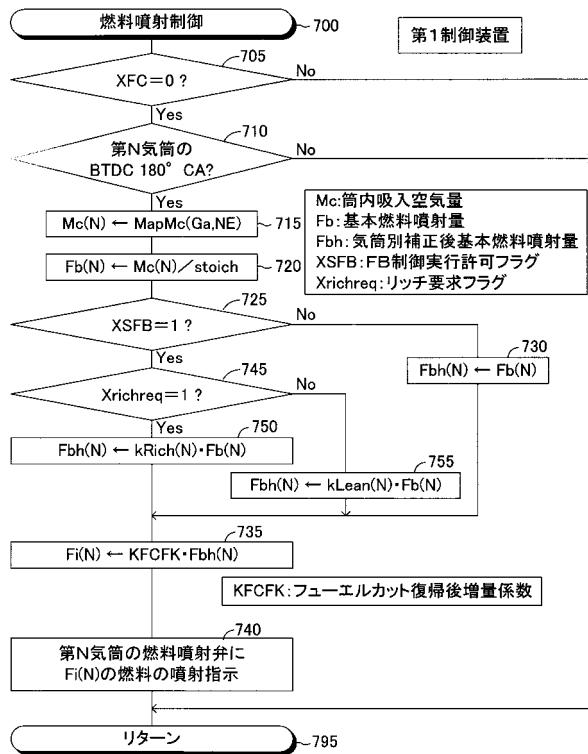 燃料噴射制御
700
第1制御装置
705
XFC=0?
No
Yes
710
第N気筒の
BTDC 180° CA?
No
Yes
Mc(N) ← MapMc(Ga,NE)
715
Fb(N) ← Mc(N)/stoich
720
Mc:筒内吸入空気量
Fb:基本燃料噴射量
Fbh:気筒別補正後基本燃料噴射量
XSFB:FB制御実行許可フラグ
Xrichreq:リッチ要求フラグ
725
XSFB=1?
No
Yes
730
Fbh(N) ← Fb(N)
745
Xrichreq=1?
No
Yes
750
Fbh(N) ← kRich(N)・Fb(N)
755
Fbh(N) ← kLean(N)・Fb(N)
735
Fi(N) ← KFCFK・Fbh(N)
KFCFK:フューエルカット復帰後増量係数
740
第N気筒の燃料噴射弁に
Fi(N)の燃料の噴射指示
リターン
795